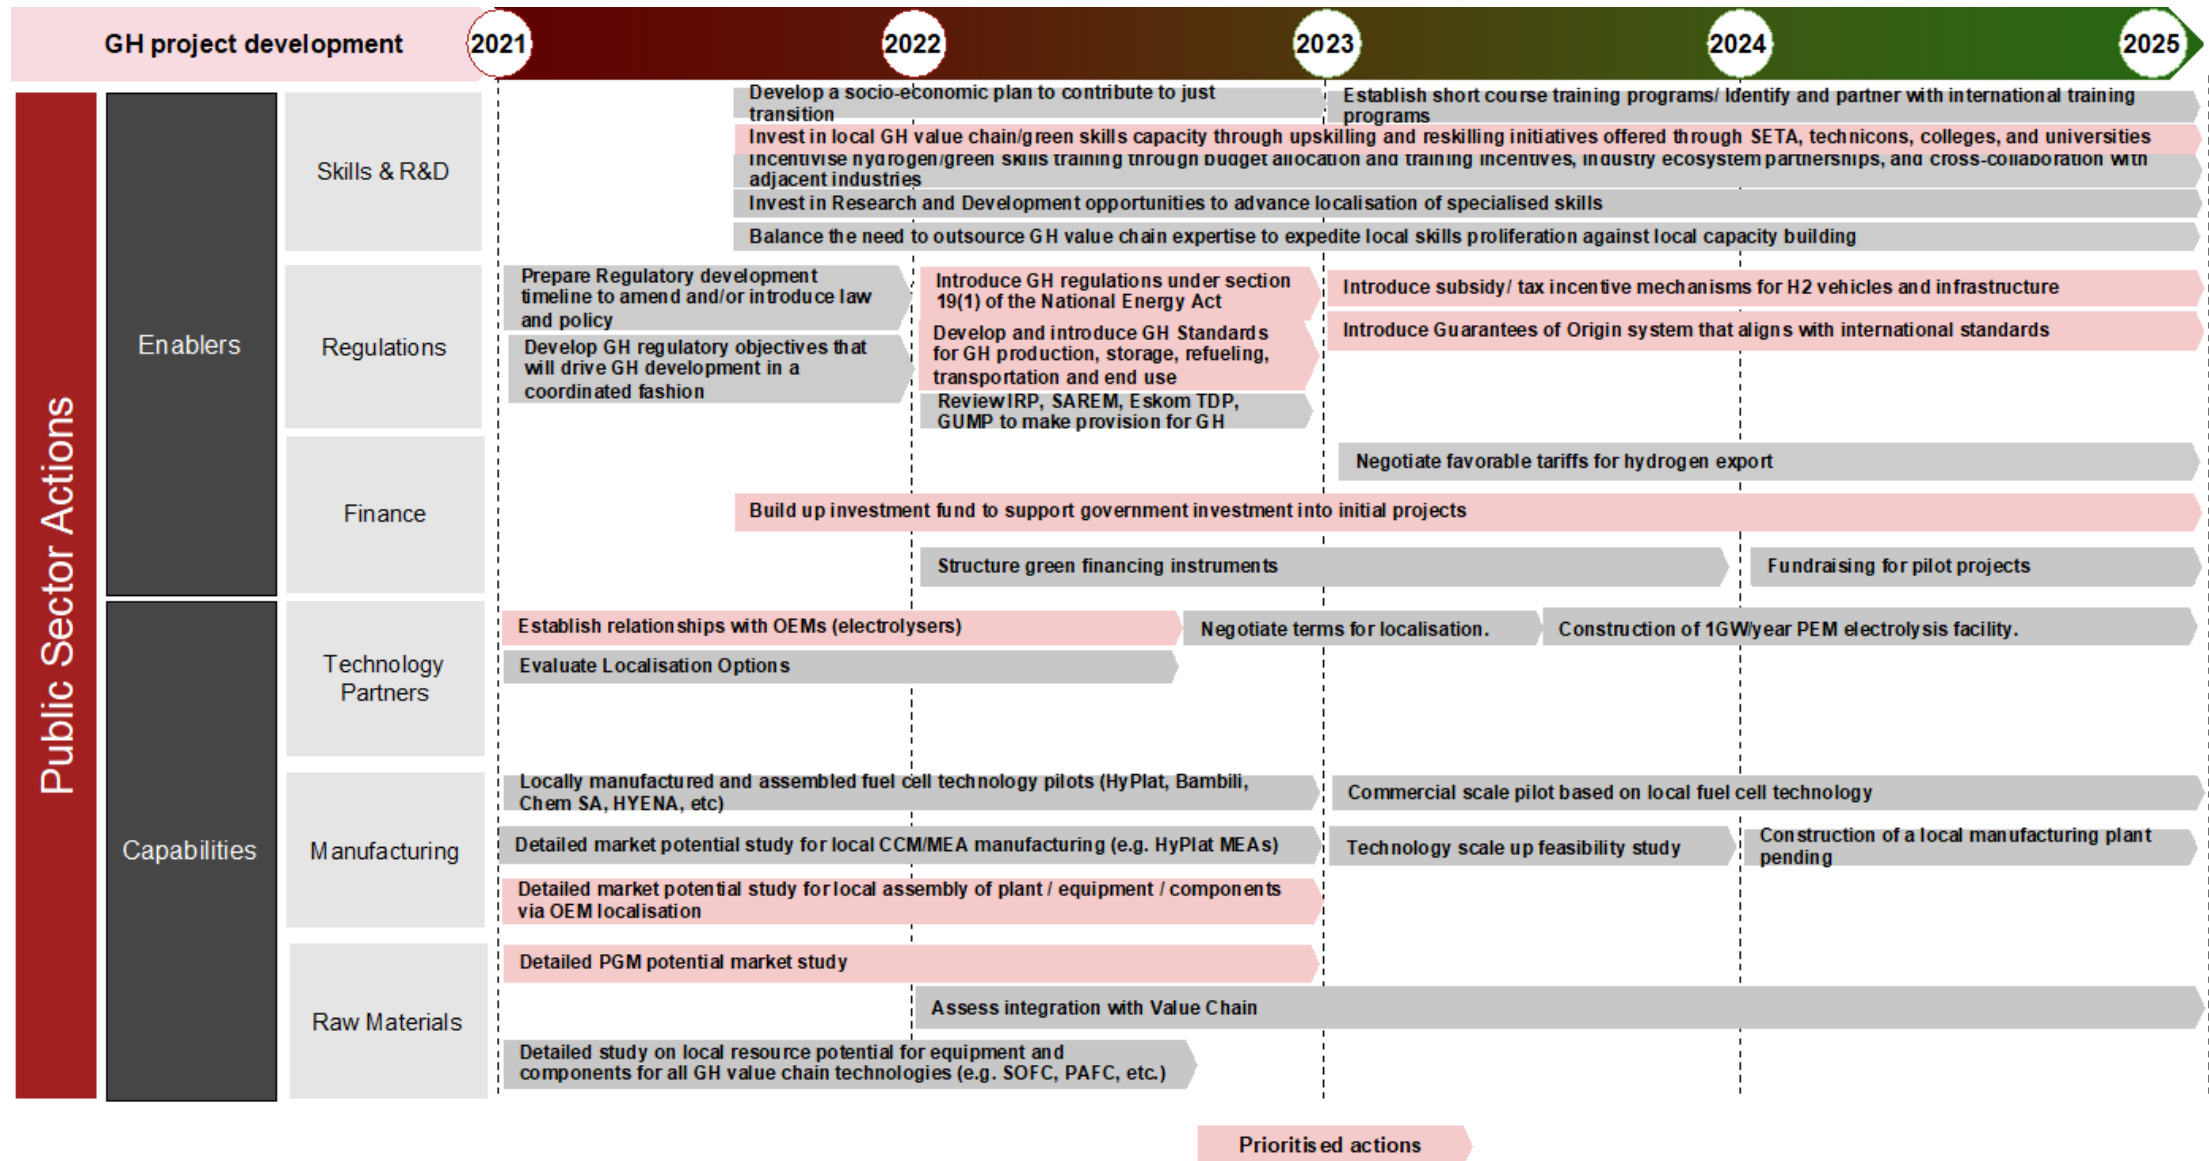 GH project development
2021
2022
2023
2024
2025
Public Sector Actions
Enablers
Skills & R&D
Develop a socio-economic plan to contribute to just
transition
Establish short course training programs/ Identify and partner with international training
programs
Invest in local GH value chain/green skills capacity through upskilling and reskilling initiatives offered through SETA, technicons, colleges, and universities
Incentivise hydrogen/green skills training through budget allocation and training incentives, industry ecosystem partnerships, and cross-collaboration with
adjacent industries
Invest in Research and Development opportunities to advance localisation of specialised skills
Balance the need to outsource GH value chain expertise to expedite local skills proliferation against local capacity building
Regulations
Prepare Regulatory development
timeline to amend and/or introduce law
and policy
Develop GH regulatory objectives that
will drive GH development in a
coordinated fashion
Introduce GH regulations under section
19(1) of the National Energy Act
Develop and introduce GH Standards
for GH production, storage, refueling,
transportation and end use
Review IRP, SAREM, Eskom TDP,
GUMP to make provision for GH
Introduce subsidy/ tax incentive mechanisms for H2 vehicles and infrastructure
Introduce Guarantees of Origin system that aligns with international standards
Finance
Negotiate favorable tariffs for hydrogen export
Build up investment fund to support government investment into initial projects
Structure green financing instruments
Fundraising for pilot projects
Capabilities
Technology
Partners
Establish relationships with OEMs (electrolysers)
Negotiate terms for localisation.
Construction of 1GW/year PEM electrolysis facility.
Evaluate Localisation Options
Manufacturing
Locally manufactured and assembled fuel cell technology pilots (HyPlat, Bambili,
Chem SA, HYENA, etc)
Commercial scale pilot based on local fuel cell technology
Detailed market potential study for local CCM/MEA manufacturing (e.g. HyPlat MEAs)
Technology scale up feasibility study
Construction of a local manufacturing plant
pending
Detailed market potential study for local assembly of plant / equipment / components
via OEM localisation
Raw Materials
Detailed PGM potential market study
Assess integration with Value Chain
Detailed study on local resource potential for equipment and
components for all GH value chain technologies (e.g. SOFC, PAFC, etc.)
Prioritised actions